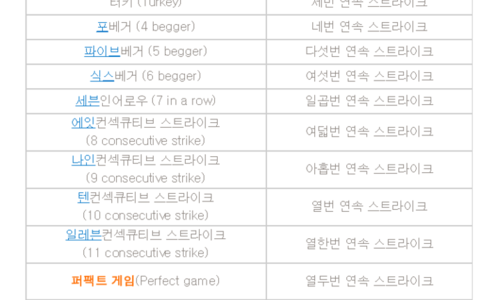 터키 (Turkey)
세번 연속 스트라이크
포베거 (4 begger)
네번 연속 스트라이크
파이브베거 (5 begger)
다섯번 연속 스트라이크
식스베거 (6 begger)
여섯번 연속 스트라이크
세븐인어로우 (7 in a row)
일곱번 연속 스트라이크
에잇컨섹큐티브 스트라이크
(8 consecutive strike)
여덟번 연속 스트라이크
나인컨섹큐티브 스트라이크
(9 consecutive strike)
아홉번 연속 스트라이크
텐컨섹큐티브 스트라이크
(10 consecutive strike)
열번 연속 스트라이크
일레븐컨섹큐티브 스트라이크
(11 consecutive strike)
열한번 연속 스트라이크
퍼팩트 게임(Perfect game)
열두번 연속 스트라이크